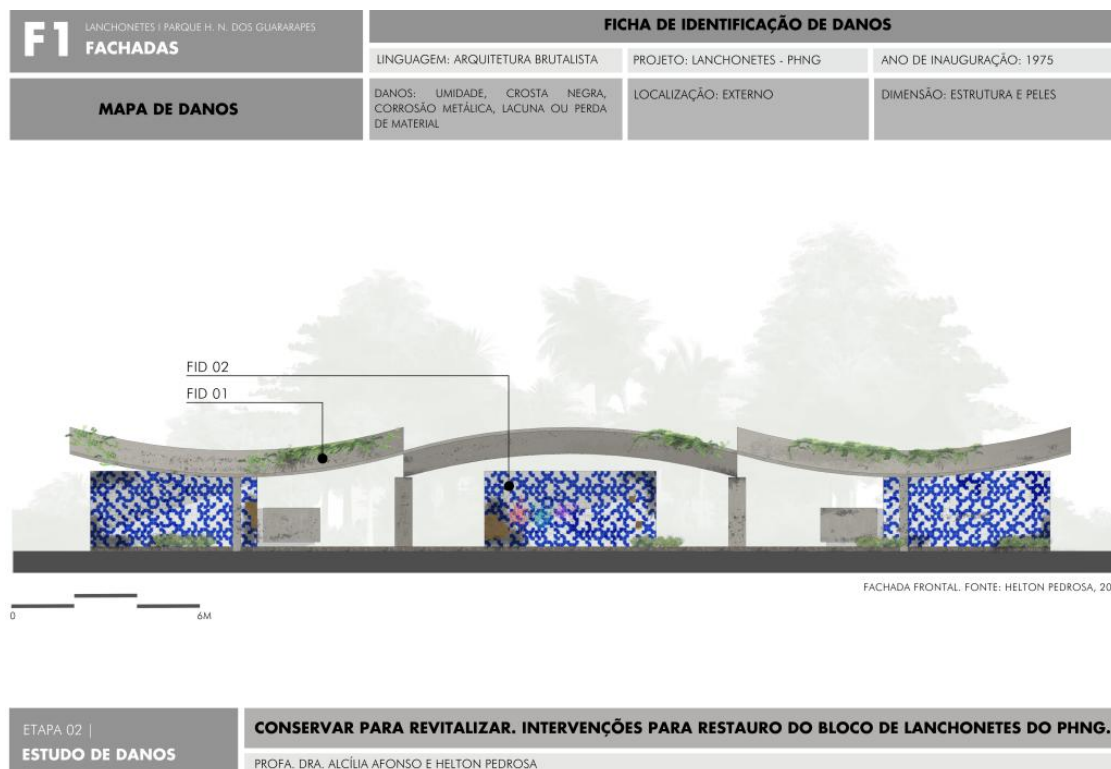 F1
LANCHONETES I PARQUE H. N. DOS GUARARAPES
FACHADAS
FICHA DE IDENTIFICAÇÃO DE DANOS
LINGUAGEM: ARQUITETURA BRUTALISTA
PROJETO: LANCHONETES - PHNG
ANO DE INAUGURAÇÃO: 1975
MAPA DE DANOS
DANOS: UMIDADE, CROSTA NEGRA,
CORROSÃO METÁLICA, LACUNA OU PERDA
DE MATERIAL
LOCALIZAÇÃO: EXTERNO
DIMENSÃO: ESTRUTURA E PELES
FID 02
FID 01
FACHADA FRONTAL. FONTE: HELTON PEDROSA, 20
0
6M
ETAPA 02 |
ESTUDO DE DANOS
CONSERVAR PARA REVITALIZAR. INTERVENÇÕES PARA RESTAURO DO BLOCO DE LANCHONETES DO PHNG.
PROFA. DRA. ALCÍLIA AFONSO E HELTON PEDROSA